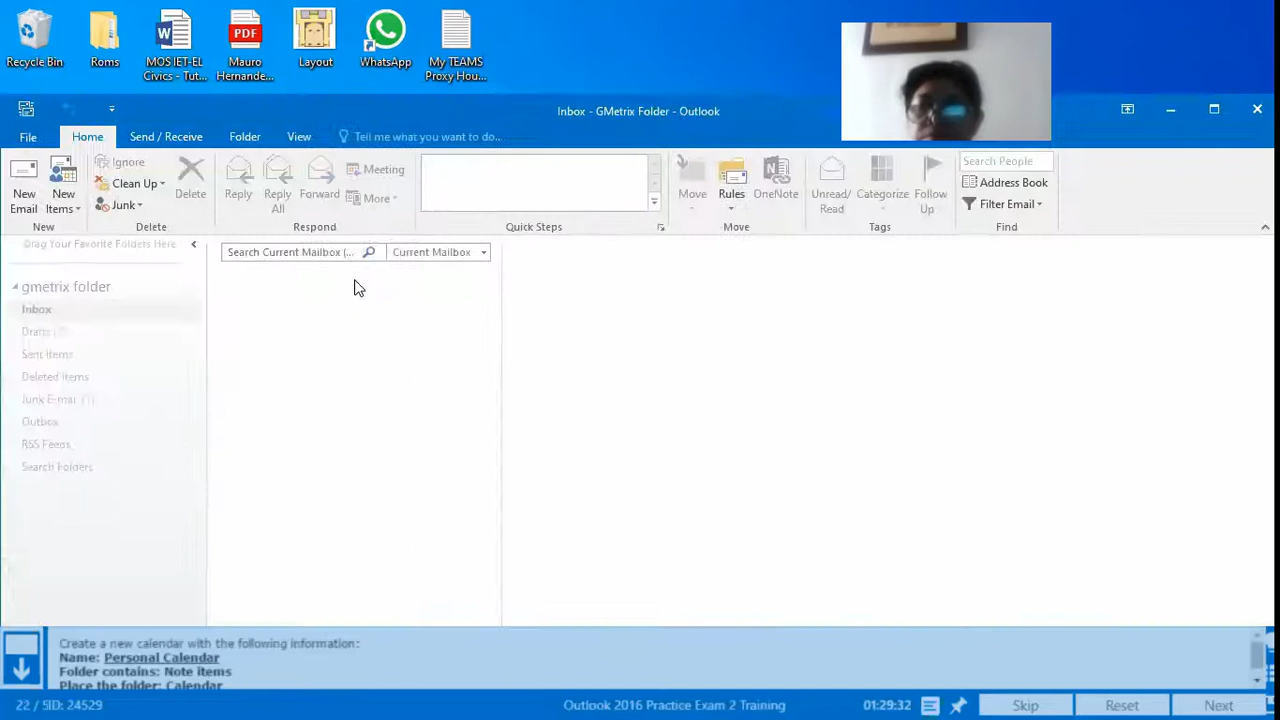 Recycle Bin
Roms
MOS IET-EL
Civics - Tut...
PDF
Mauro
Hernande...
Layout
WhatsApp
My TEAMS
Proxy Hou...
Inbox - GMetrix Folder - Outlook
File
Home
Send / Receive
Folder
View
Tell me what you want to do...
New
Email
New
Items
Ignore
Clean Up
Junk
Delete
Reply
Reply
All
Forward
Meeting
More
Move
Rules
OneNote
Unread/
Read
Categorize
Follow
Up
Search People
Address Book
Filter Email
New
Delete
Respond
Quick Steps
Move
Tags
Find
Drag Your Favorite Folders Here
Search Current Mailbox (...
Current Mailbox
gmetrix folder
Inbox
Drafts
Sent Items
Deleted Items
Junk E-mail
Outbox
RSS Feeds
Search Folders
Create a new calendar with the following information:
Name: Personal Calendar
Folder contains: Note items
Place the folder: Calendar
22 / SID: 24529
Outlook 2016 Practice Exam 2 Training
01:29:32
Skip
Reset
Next